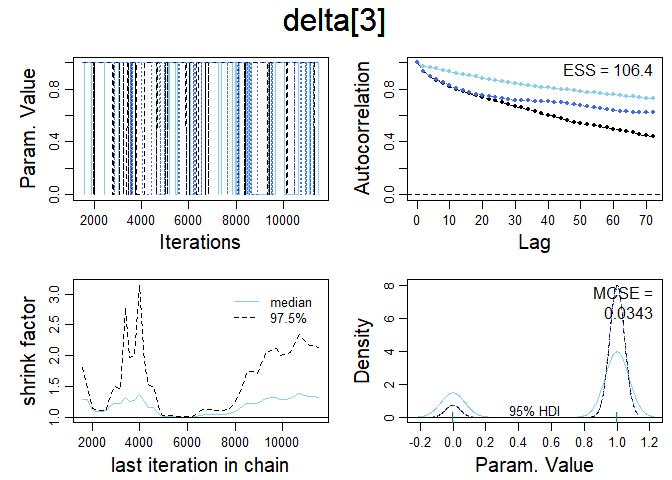 delta[3]
Param. Value
0.0 0.4 0.8
2000 4000 6000 8000 10000
Iterations
Autocorrelation
0.0 0.4 0.8
ESS = 106.4
0 10 20 30 40 50 60 70
Lag
shrink factor
1.0 1.5 2.0 2.5 3.0
median
97.5%
2000 4000 6000 8000 10000
last iteration in chain
Density
0 2 4 6 8
MCSE =
0.0343
95% HDI
-0.2 0.0 0.2 0.4 0.6 0.8 1.0 1.2
Param. Value